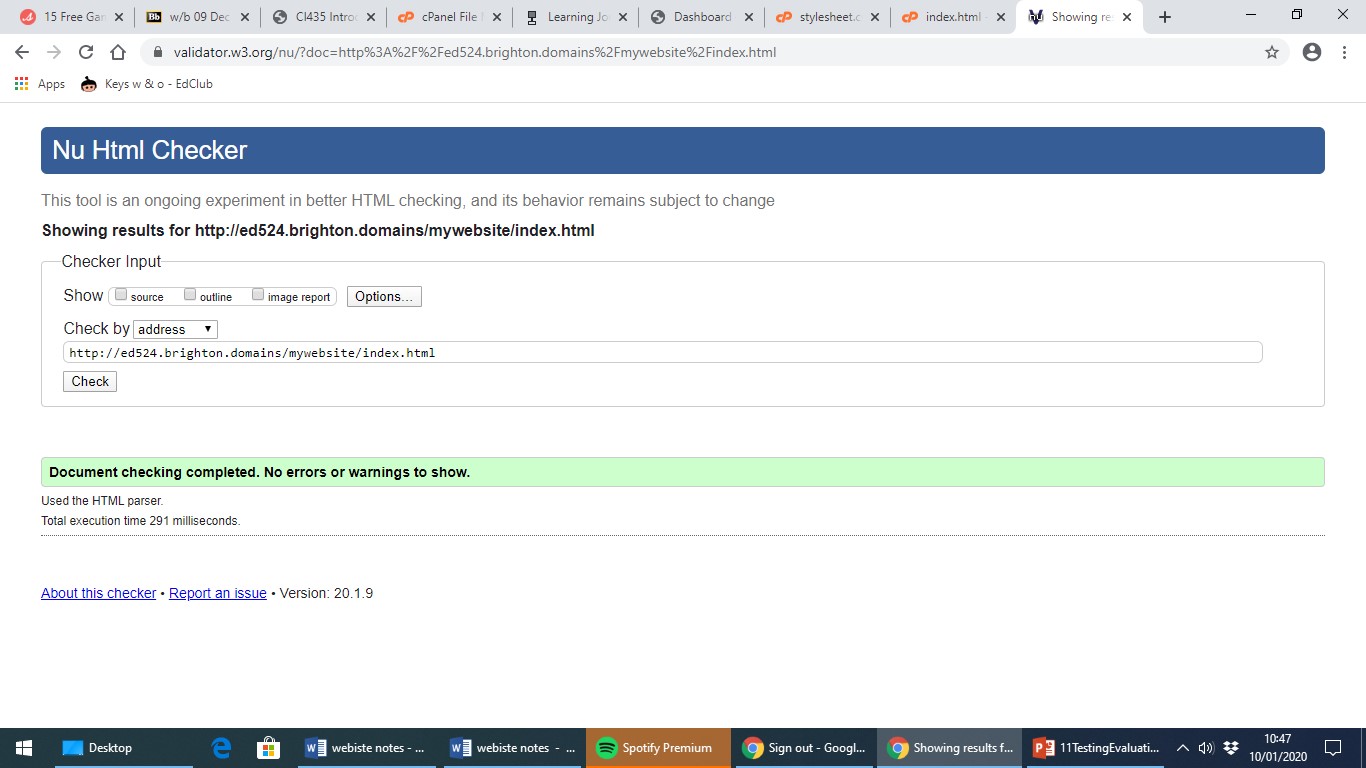 15 Free Gar
w/b 09 Dec
CI435 Introd
cPanel File M
Learning Jo
Dashboard
stylesheet.c
index.html -
Showing res
validator.w3.org/nu/?doc=http%3A%2F%2Fed524.brighton.domains%2Fmywebsite%2Findex.html
Apps
Keys w & o - EdClub
Nu Html Checker
This tool is an ongoing experiment in better HTML checking, and its behavior remains subject to change
Showing results for http://ed524.brighton.domains/mywebsite/index.html
Checker Input
Show source outline image report Options...
Check by address
http://ed524.brighton.domains/mywebsite/index.html
Check
Document checking completed. No errors or warnings to show.
Used the HTML parser.
Total execution time 291 milliseconds.
About this checker • Report an issue • Version: 20.1.9
Desktop
webiste notes - ...
webiste notes - ...
Spotify Premium
Sign out - Googl...
Showing results f...
11TestingEvaluati...
10:47
10/01/2020